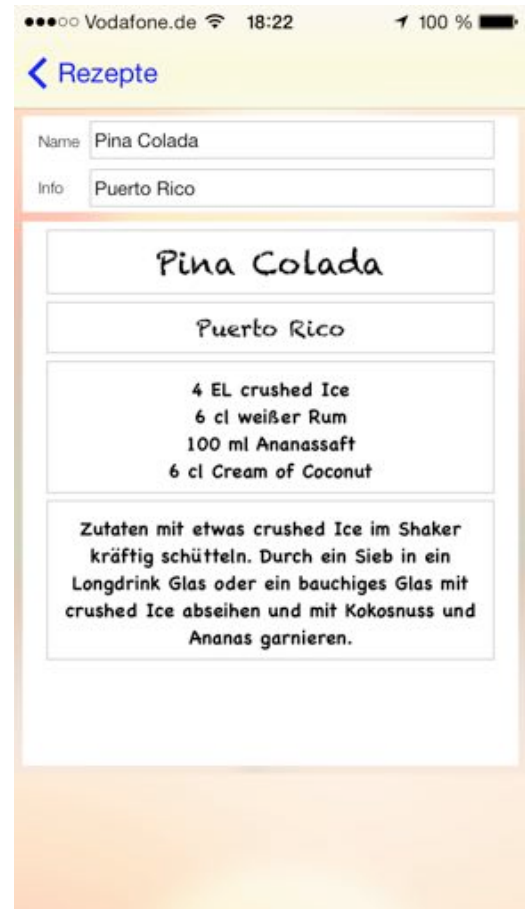 Vodafone.de 18:22 100 %
Rezepte
Name Pina Colada
Info Puerto Rico
Pina Colada
Puerto Rico
4 EL crushed Ice
6 cl weißer Rum
100 ml Ananassaft
6 cl Cream of Coconut
Zutaten mit etwas crushed Ice im Shaker
kräftig schütteln. Durch ein Sieb in ein
Longdrink Glas oder ein bauchiges Glas mit
crushed Ice abseihen und mit Kokosnuss und
Ananas garnieren.